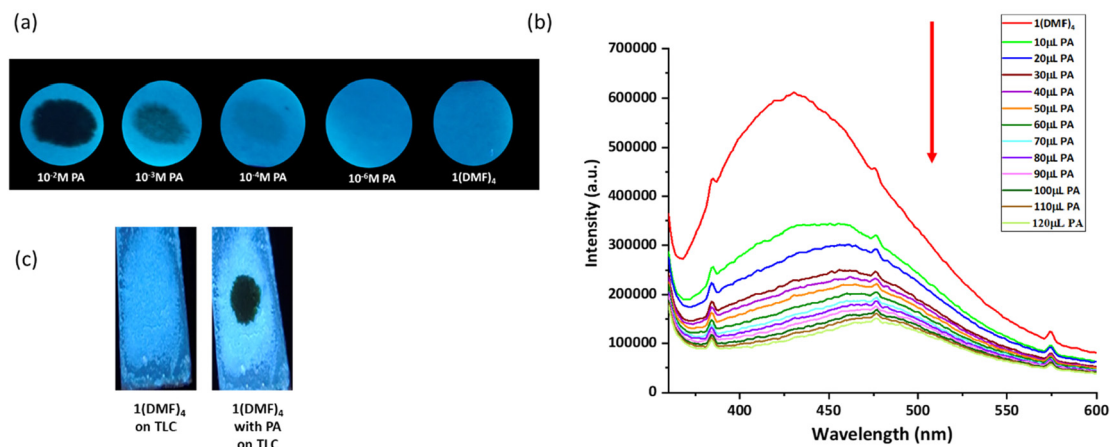 (a)
10⁻²M PA
10⁻³M PA
10⁻⁴M PA
10⁻⁶M PA
1(DMF)₄
(b)
Intensity (a.u.)
700000
600000
500000
400000
300000
200000
100000
0
400
450
500
550
600
Wavelength (nm)
1(DMF)₄
10µL PA
20µL PA
30µL PA
40µL PA
50µL PA
60µL PA
70µL PA
80µL PA
90µL PA
100µL PA
110µL PA
120µL PA
(c)
1(DMF)₄
on TLC
1(DMF)₄
with PA
on TLC